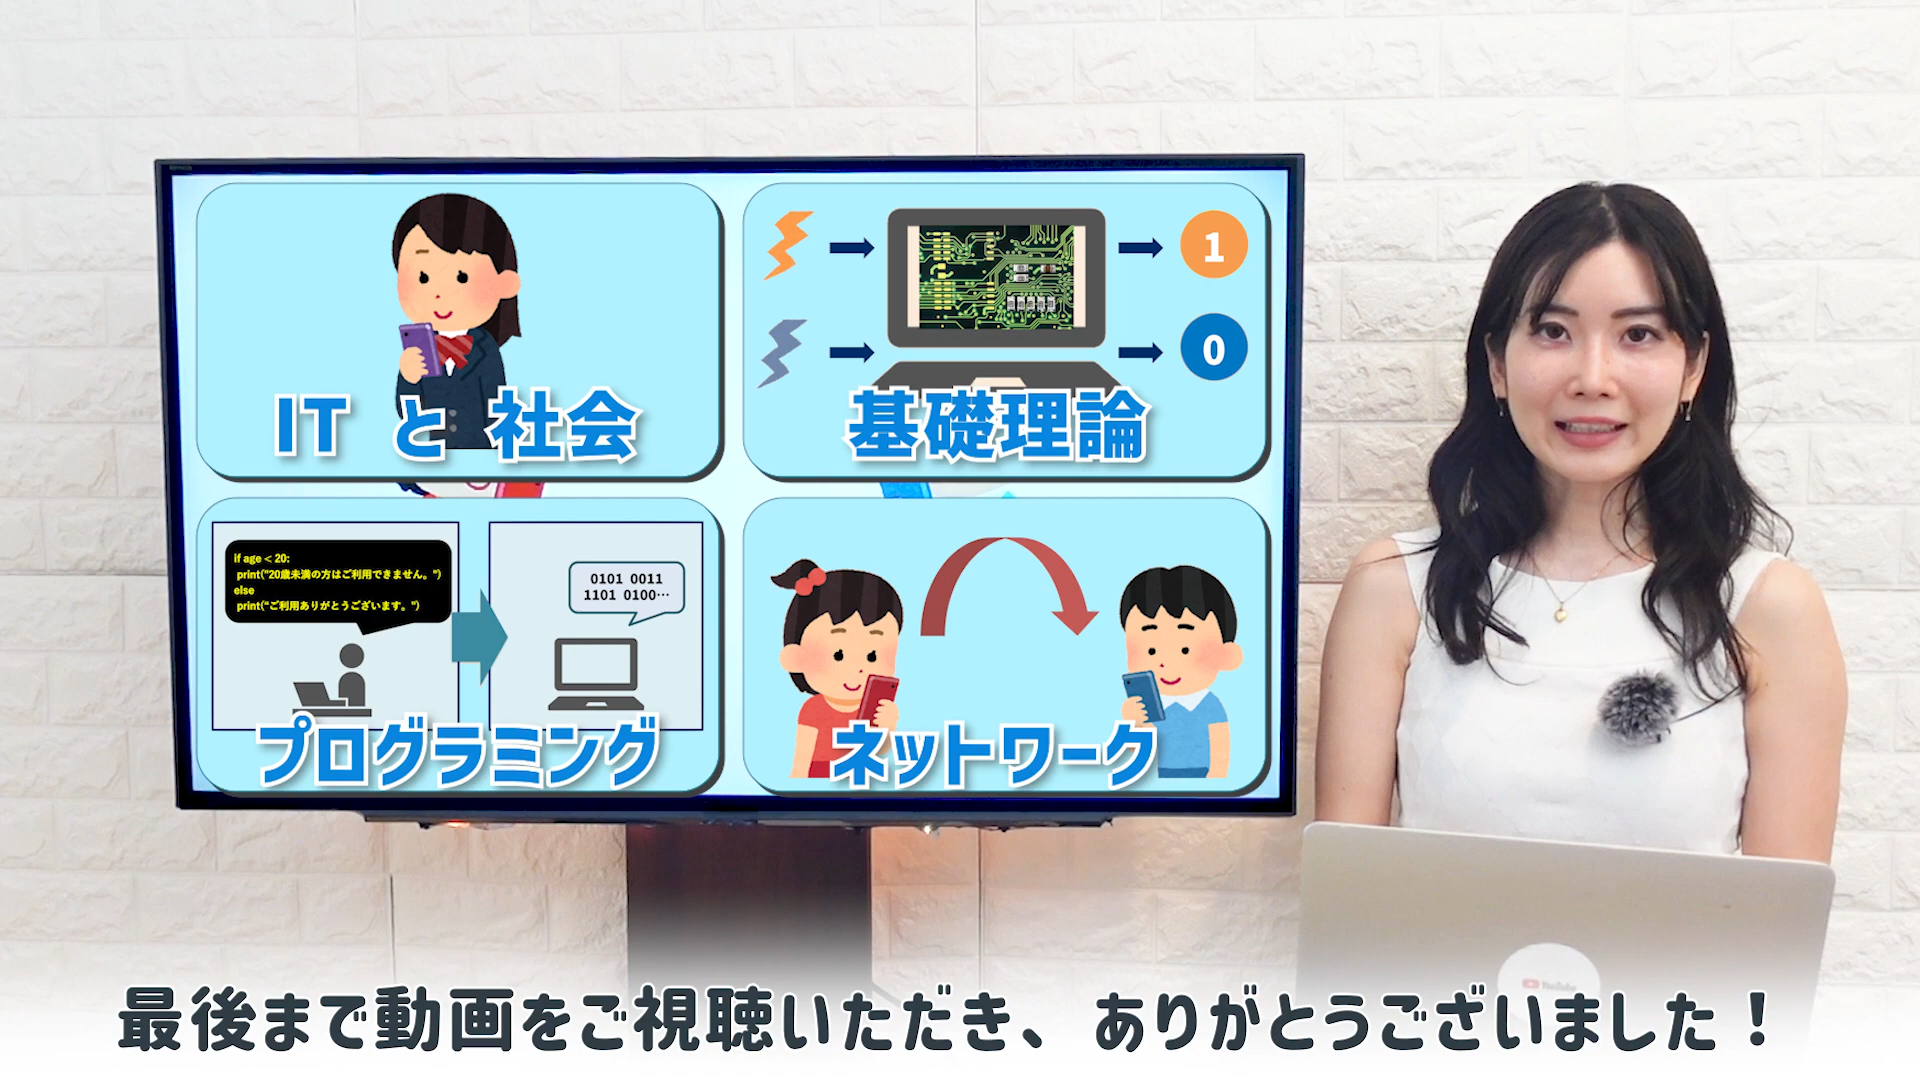 IT と 社会
1
0
基礎理論
if age < 20:
print("20歳未満の方はご利用できません。")
else
print("ご利用ありがとうございます。")
0101 0011
1101 0100…
プログラミング
ネットワーク
YouTube
最後まで動画をご視聴いただき、ありがとうございました！